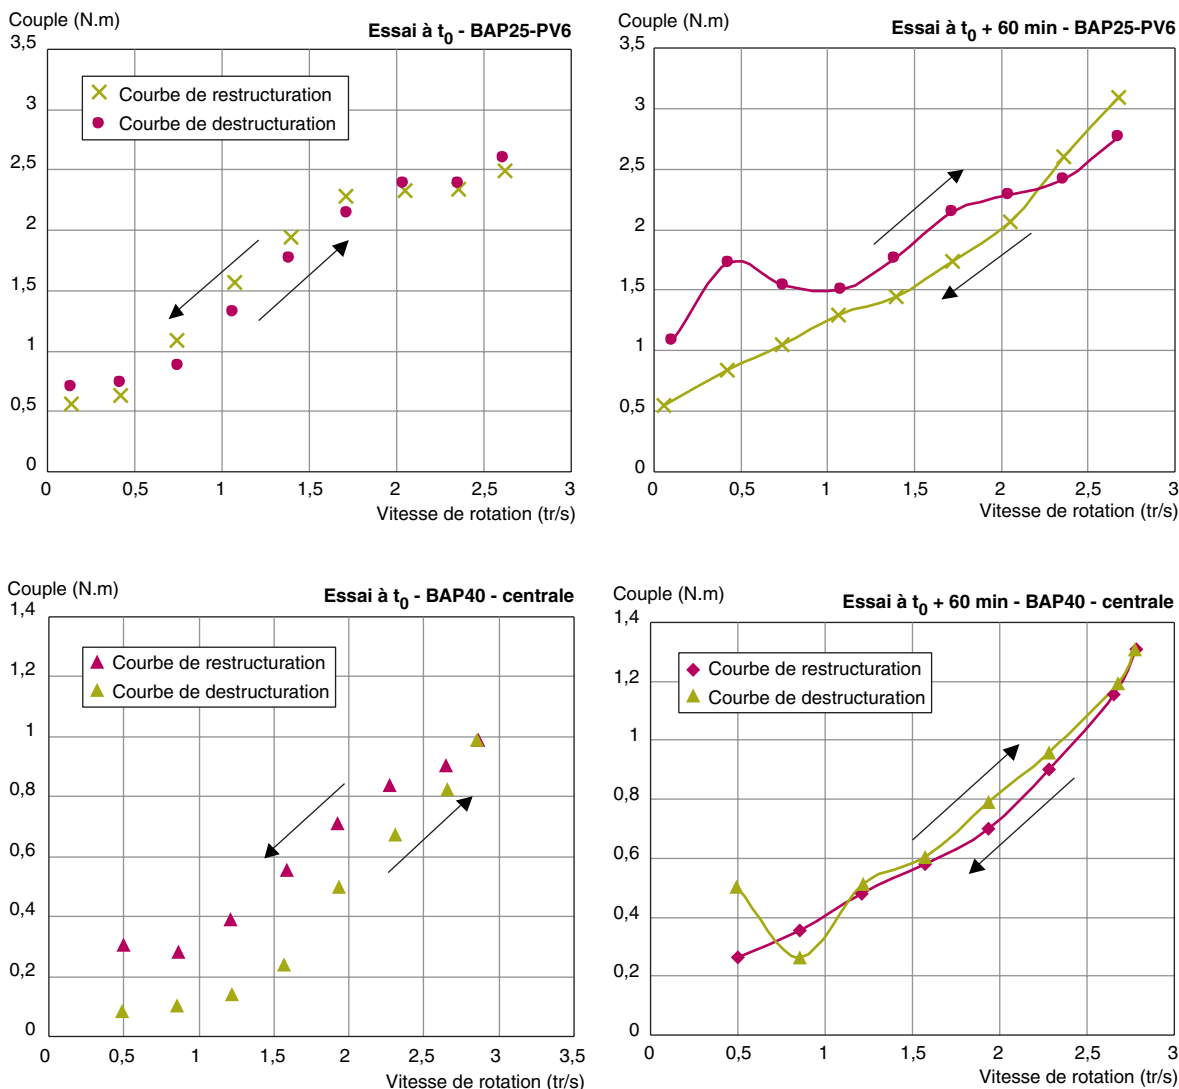 Couple (N.m)
Essai à t0 - BAP25-PV6
3,5
3
2,5
2
1,5
1
0,5
0
Courbe de restructuration
Courbe de destructuration
0 0,5 1 1,5 2 2,5 3
Vitesse de rotation (tr/s)
Couple (N.m)
Essai à t0 + 60 min - BAP25-PV6
3,5
3
2,5
2
1,5
1
0,5
0
0 0,5 1 1,5 2 2,5 3
Vitesse de rotation (tr/s)
Couple (N.m)
Essai à t0 - BAP40 - centrale
1,4
1,2
1
0,8
0,6
0,4
0,2
0
Courbe de restructuration
Courbe de destructuration
0 0,5 1 1,5 2 2,5 3 3,5
Vitesse de rotation (tr/s)
Couple (N.m)
Essai à t0 + 60 min - BAP40 - centrale
1,4
1,2
1
0,8
0,6
0,4
0,2
0
Courbe de restructuration
Courbe de destructuration
0 0,5 1 1,5 2 2,5 3
Vitesse de rotation (tr/s)